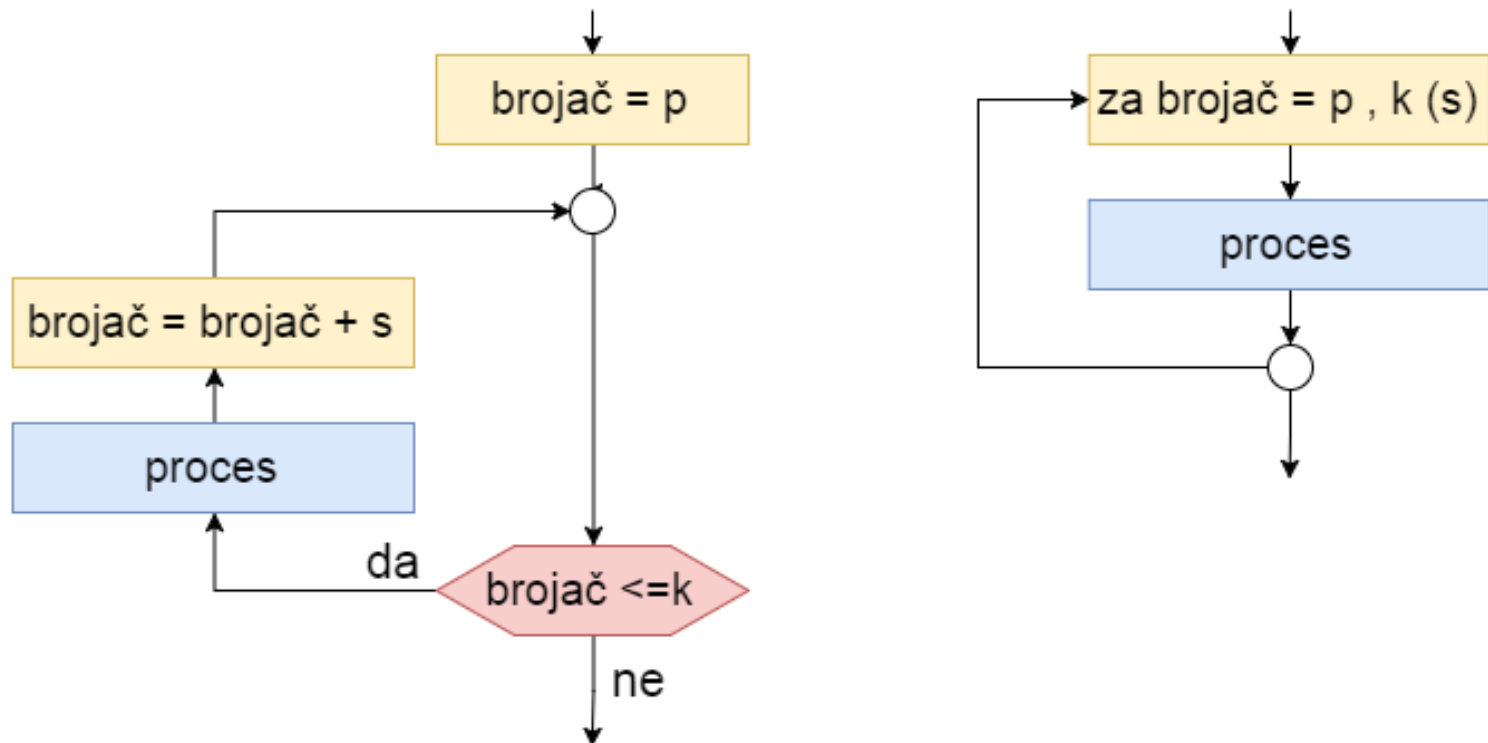 brojač = p
brojač = brojač + s
proces
da
brojač <=k
ne
za brojač = p , k (s)
proces